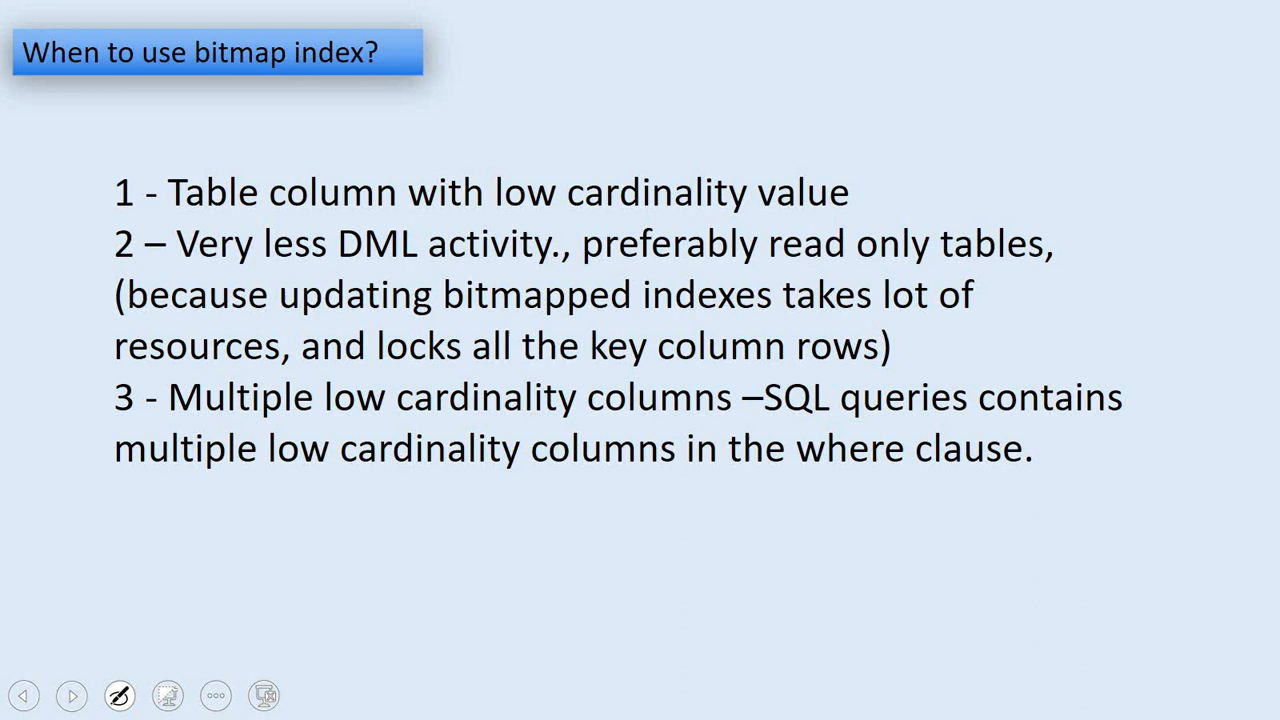 When to use bitmap index?
1 - Table column with low cardinality value
2 – Very less DML activity., preferably read only tables,
(because updating bitmapped indexes takes lot of
resources, and locks all the key column rows)
3 - Multiple low cardinality columns –SQL queries contains
multiple low cardinality columns in the where clause.